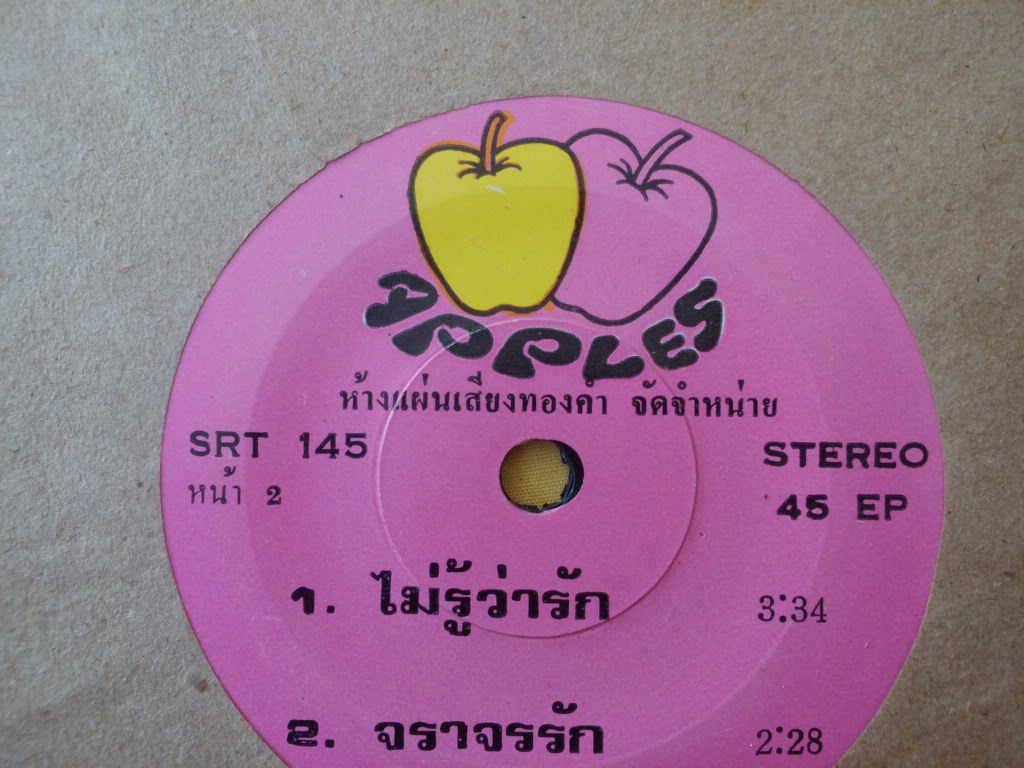 APPLES
ห้างแผ่นเสียงทองคำ จัดจำหน่าย
SRT 145
STEREO
หน้า 2
45 EP
1. ไม่รู้ว่ารัก 3:34
2. จราจรรัก 2:28